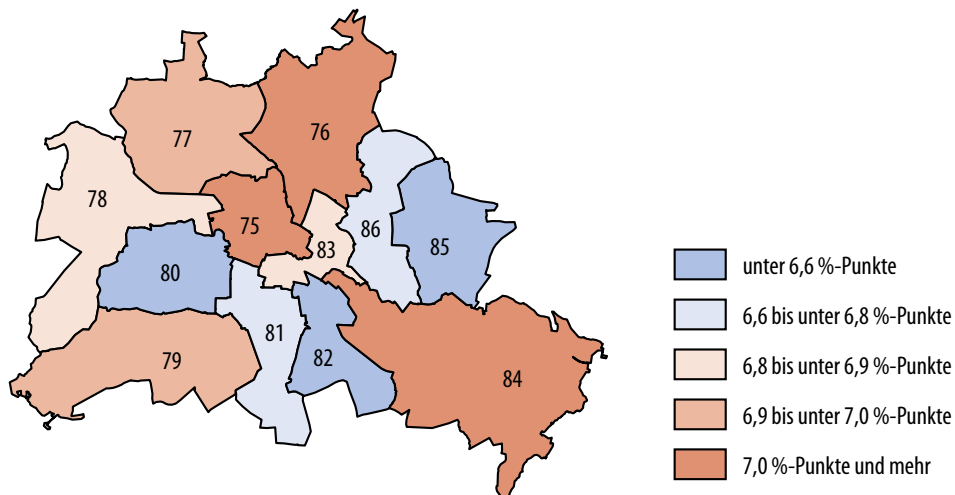 76
77
78
75
86
83
85
80
81
82
79
84
unter 6,6 %-Punkte
6,6 bis unter 6,8 %-Punkte
6,8 bis unter 6,9 %-Punkte
6,9 bis unter 7,0 %-Punkte
7,0 %-Punkte und mehr